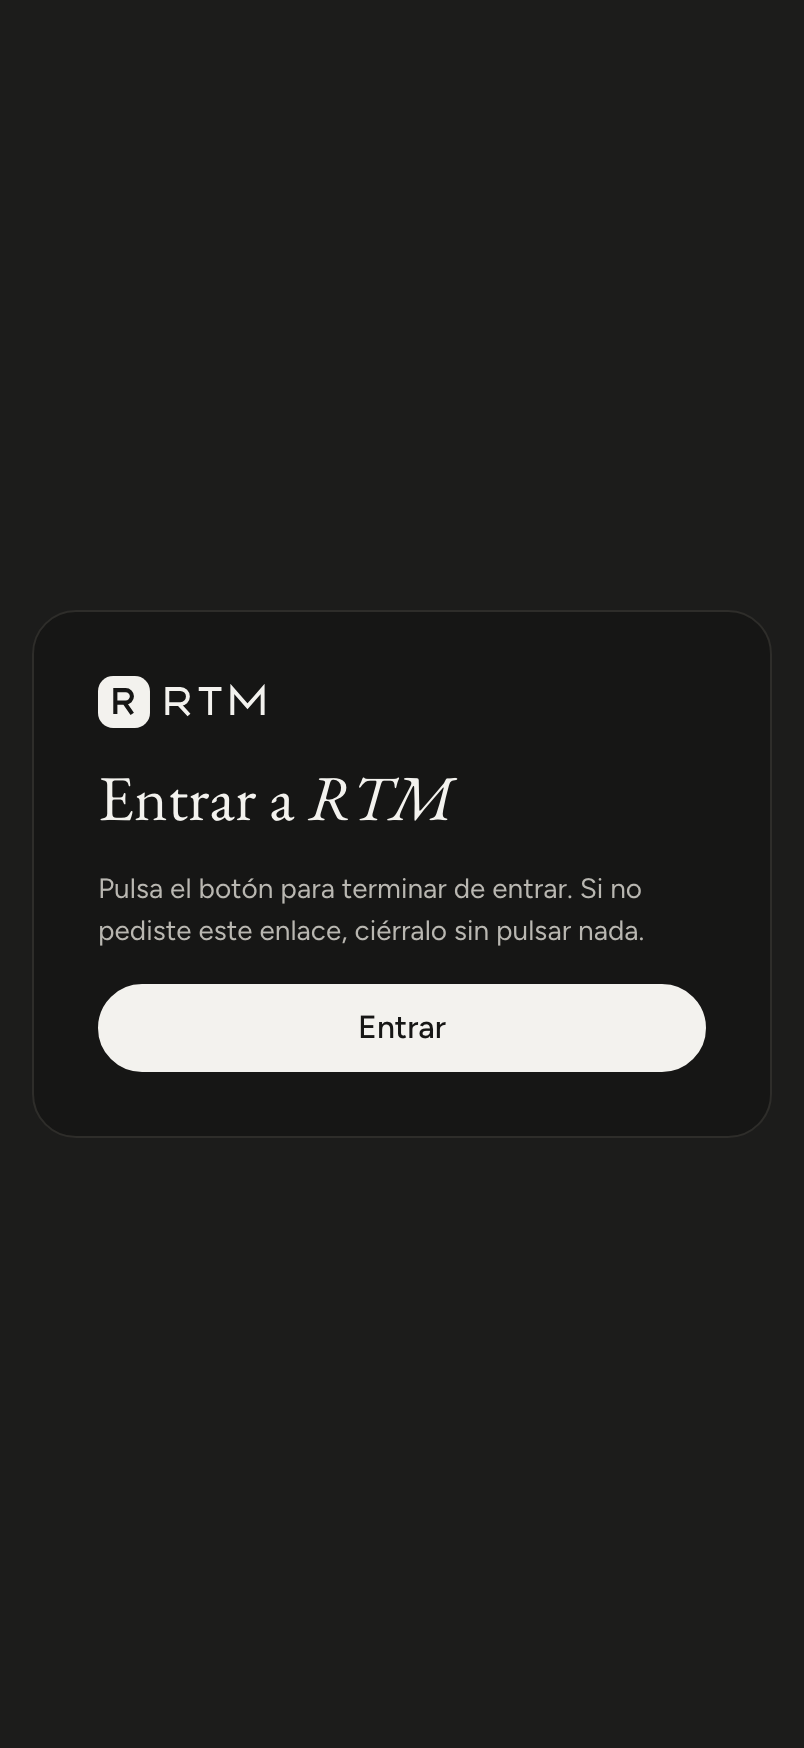 R RTM
Entrar a RTM
Pulsa el botón para terminar de entrar. Si no
pediste este enlace, ciérralo sin pulsar nada.
Entrar